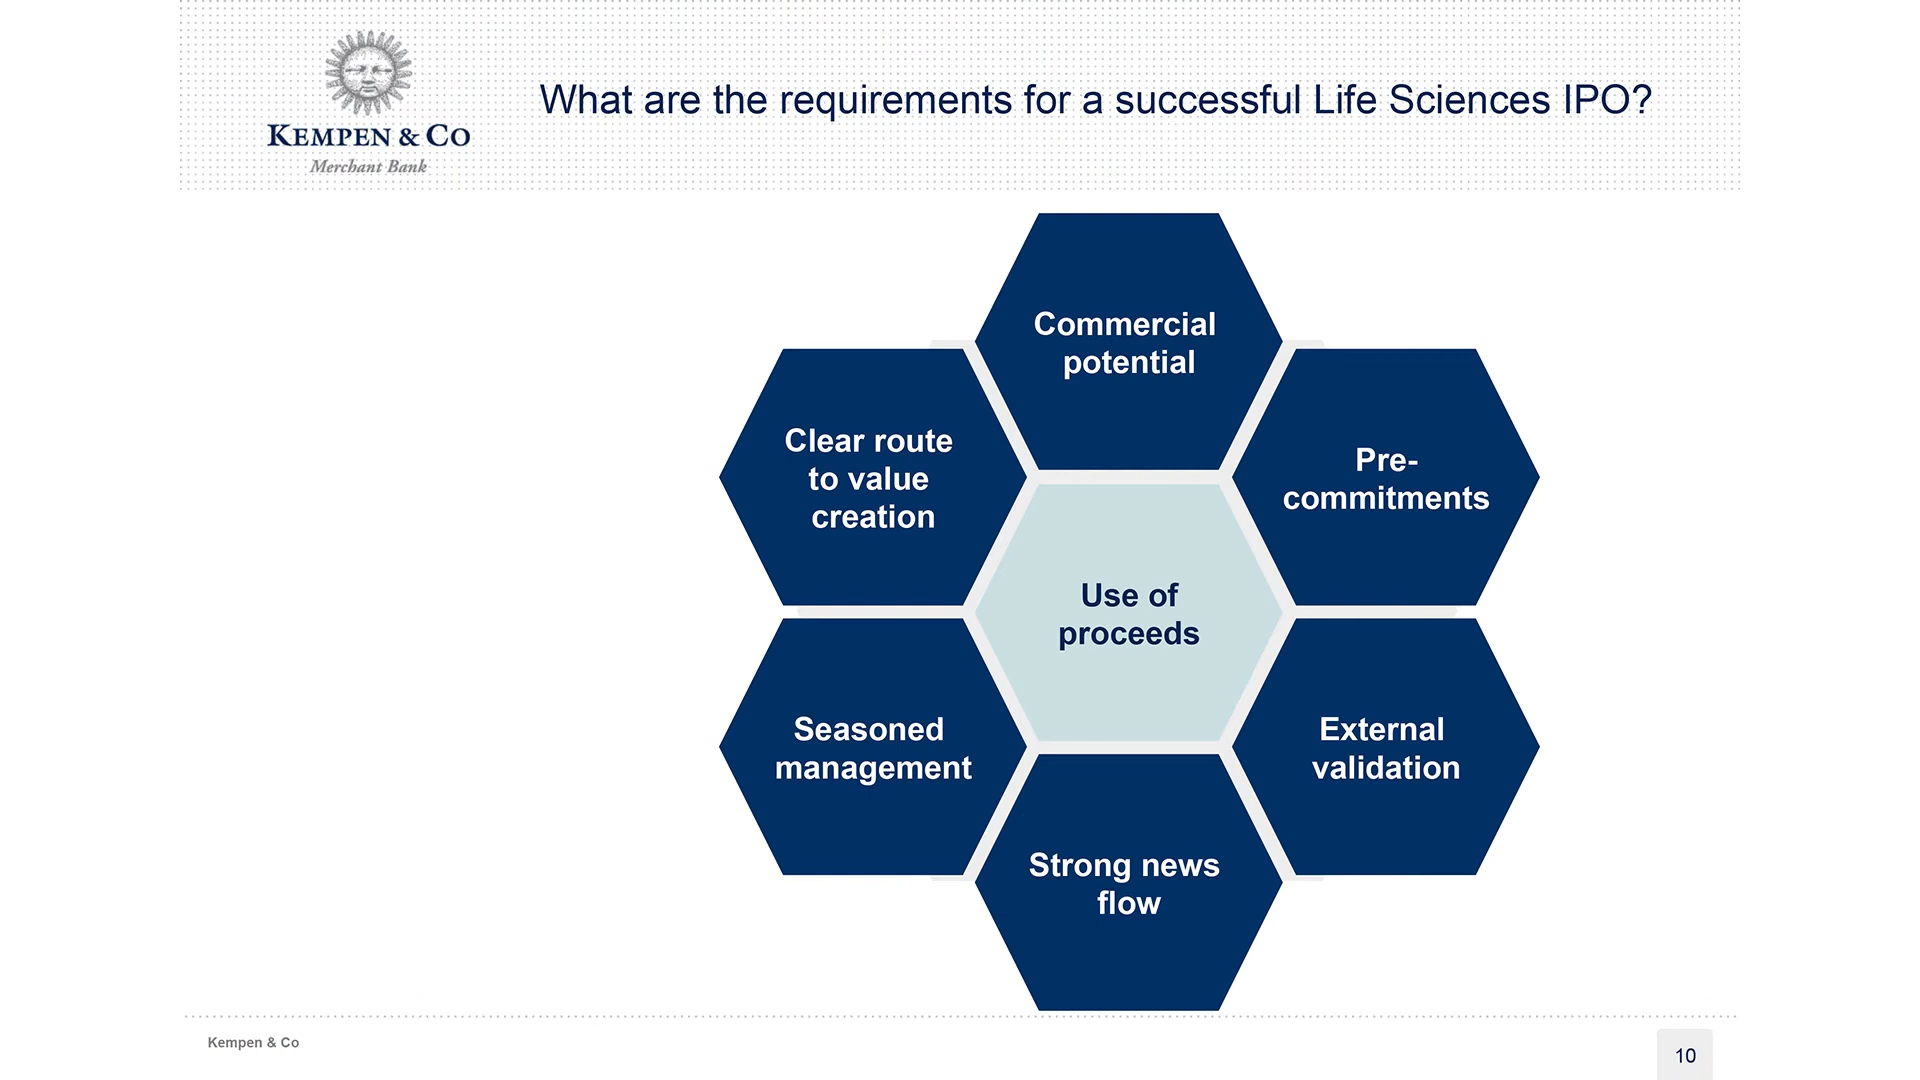 KEMPEN & CO
Merchant Bank
What are the requirements for a successful Life Sciences IPO?
Commercial
potential
Clear route
to value
creation
Pre-
commitments
Use of
proceeds
Seasoned
management
External
validation
Strong news
flow
Kempen & Co
10